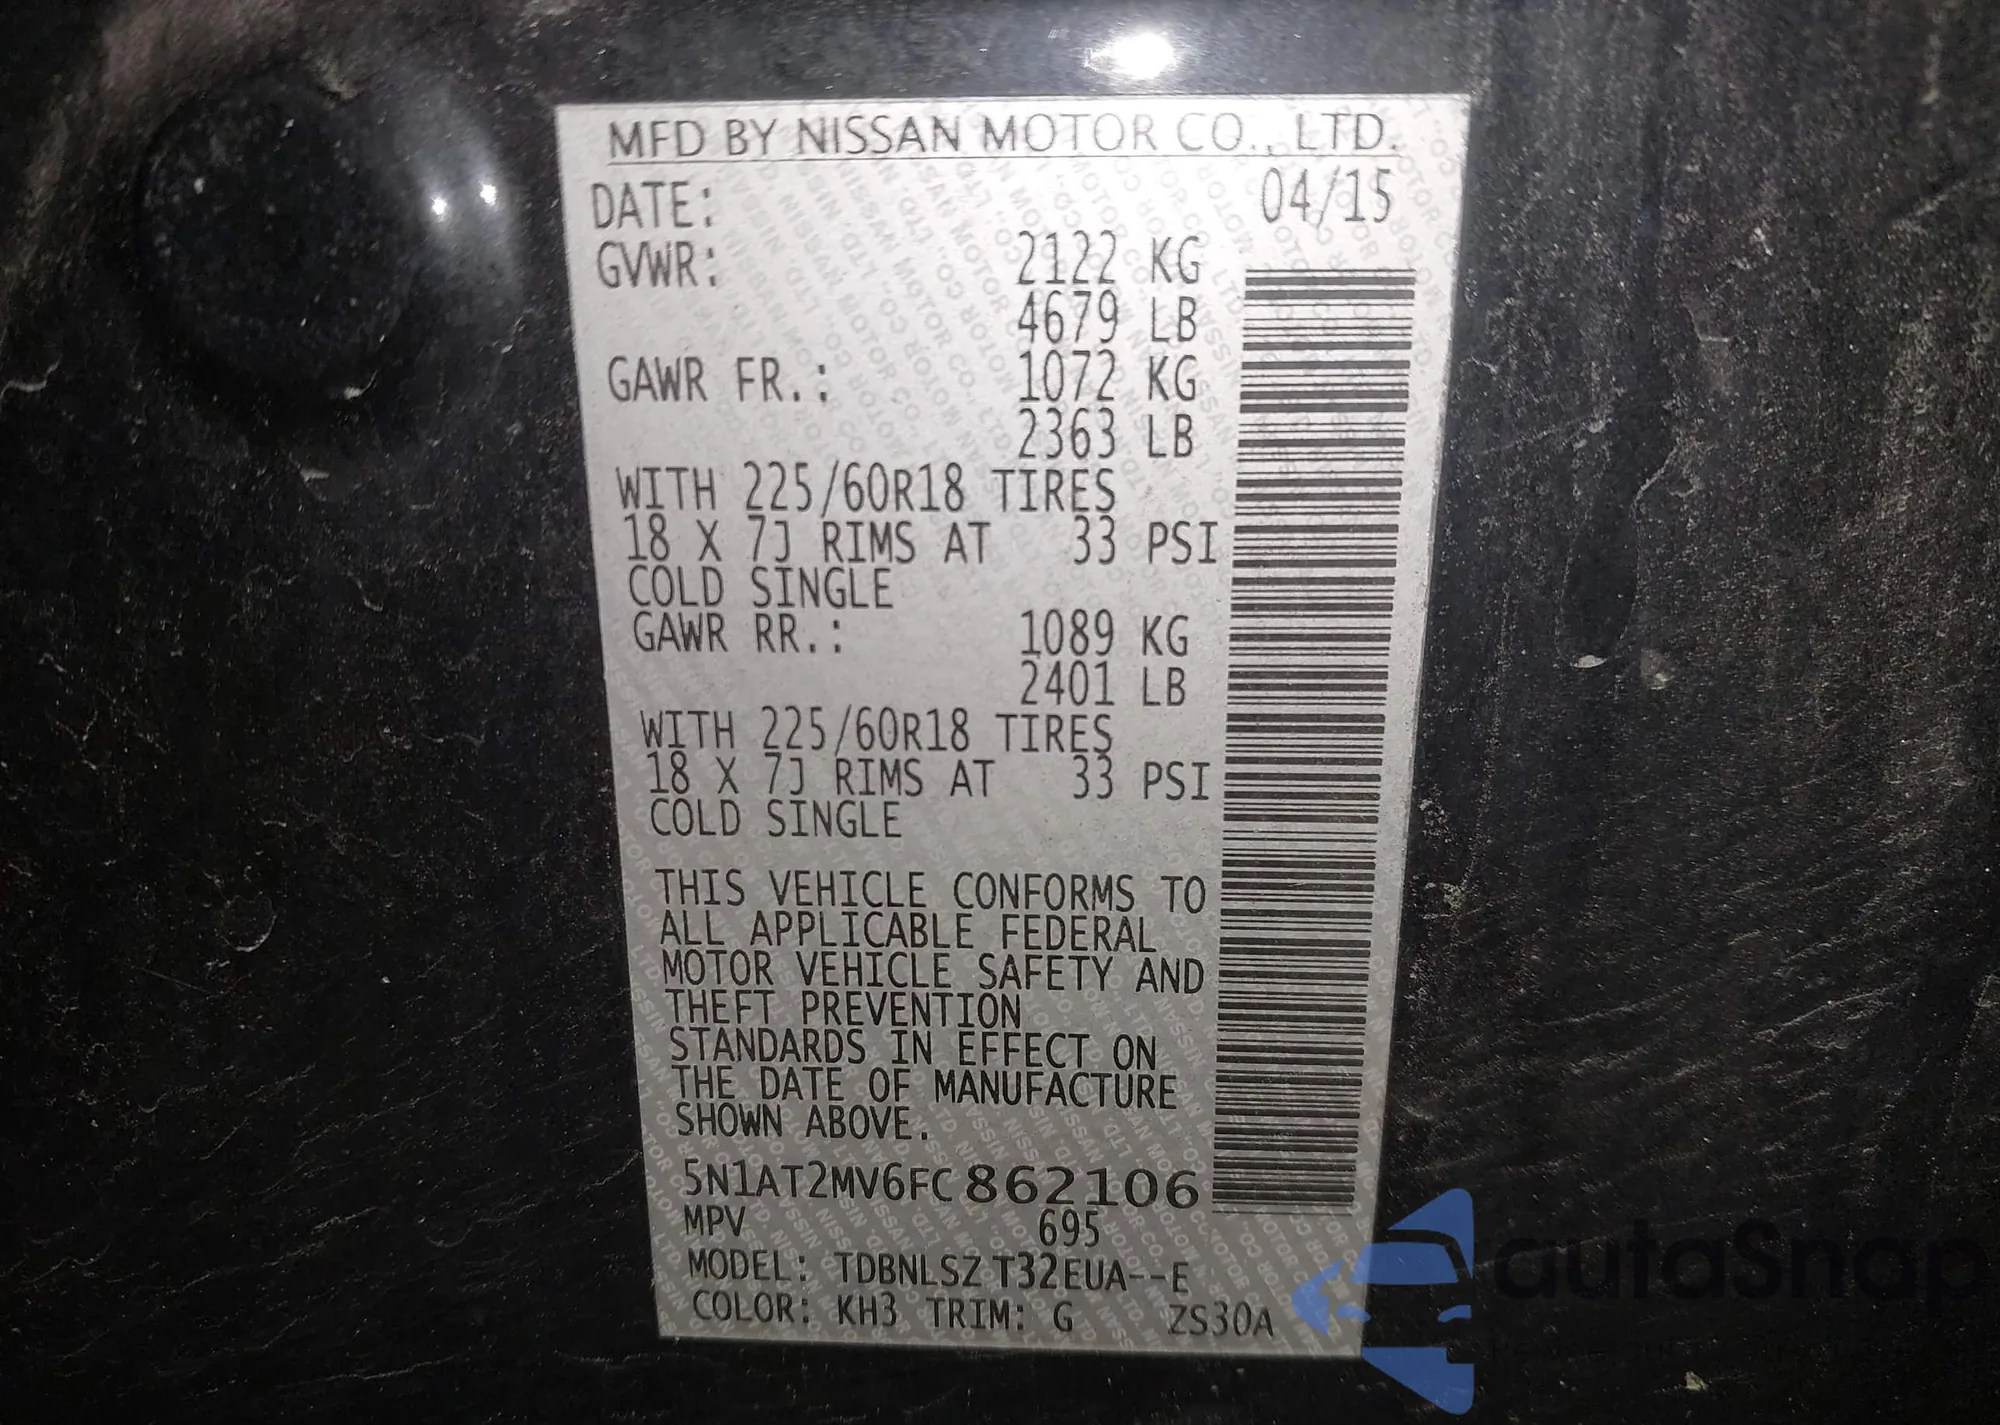 MFD BY NISSAN MOTOR CO., LTD.
DATE: 04/15
GVWR: 2122 KG
4679 LB
GAWR FR.: 1072 KG
2363 LB
WITH 225/60R18 TIRES
18 X 7J RIMS AT 33 PSI
COLD SINGLE
GAWR RR.: 1089 KG
2401 LB
WITH 225/60R18 TIRES
18 X 7J RIMS AT 33 PSI
COLD SINGLE
THIS VEHICLE CONFORMS TO
ALL APPLICABLE FEDERAL
MOTOR VEHICLE SAFETY AND
THEFT PREVENTION
STANDARDS IN EFFECT ON
THE DATE OF MANUFACTURE
SHOWN ABOVE.
5N1AT2MV6FC862106
MPV 695
MODEL: TDBNLSZ T32EUA--E
COLOR: KH3 TRIM: G ZS30A
autaSnap